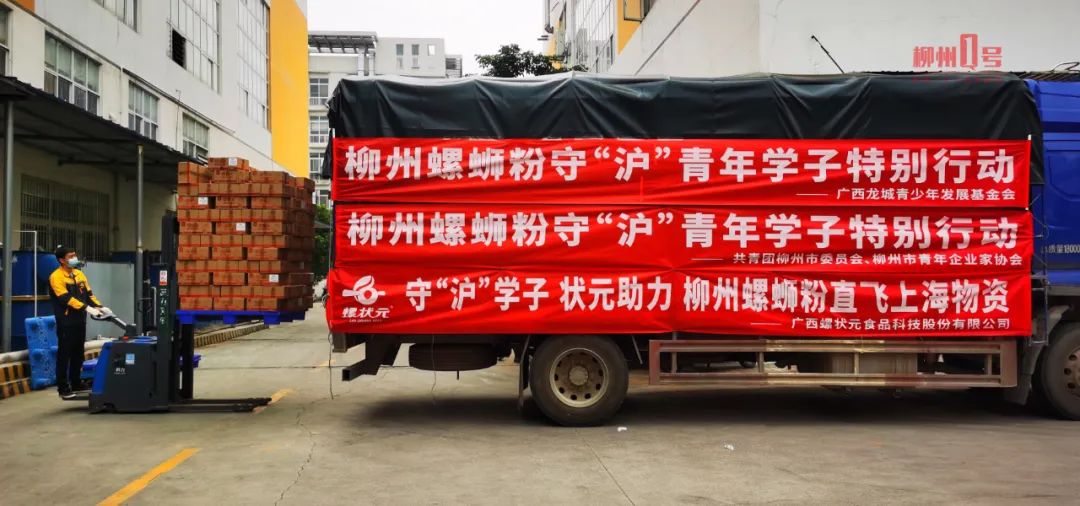 柳州1号
柳州螺蛳粉守“沪”青年学子特别行动
——广西龙城青少年发展基金会
柳州螺蛳粉守“沪”青年学子特别行动
——共青团柳州市委员会、柳州市青年企业家协会
守“沪”学子 状元助力 柳州螺蛳粉直飞上海物资
螺状元
——广西螺状元食品科技股份有限公司